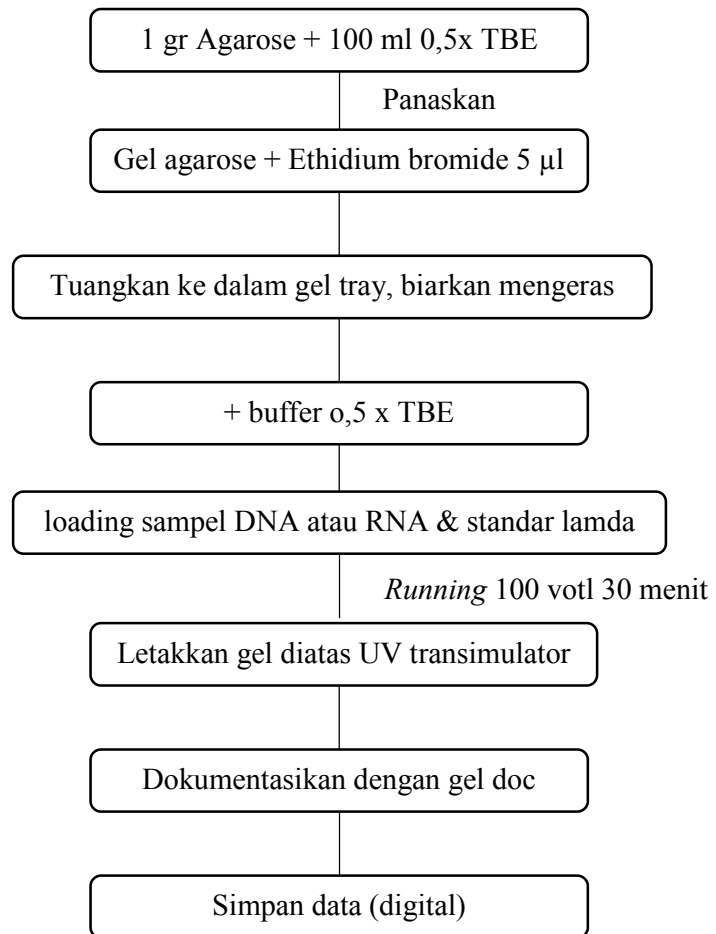 1 gr Agarose + 100 ml 0,5x TBE
Panaskan
Gel agarose + Ethidium bromide 5 µl
Tuangkan ke dalam gel tray, biarkan mengeras
+ buffer o,5 x TBE
loading sampel DNA atau RNA & standar lamda
Running 100 votl 30 menit
Letakkan gel diatas UV transimulator
Dokumentasikan dengan gel doc
Simpan data (digital)